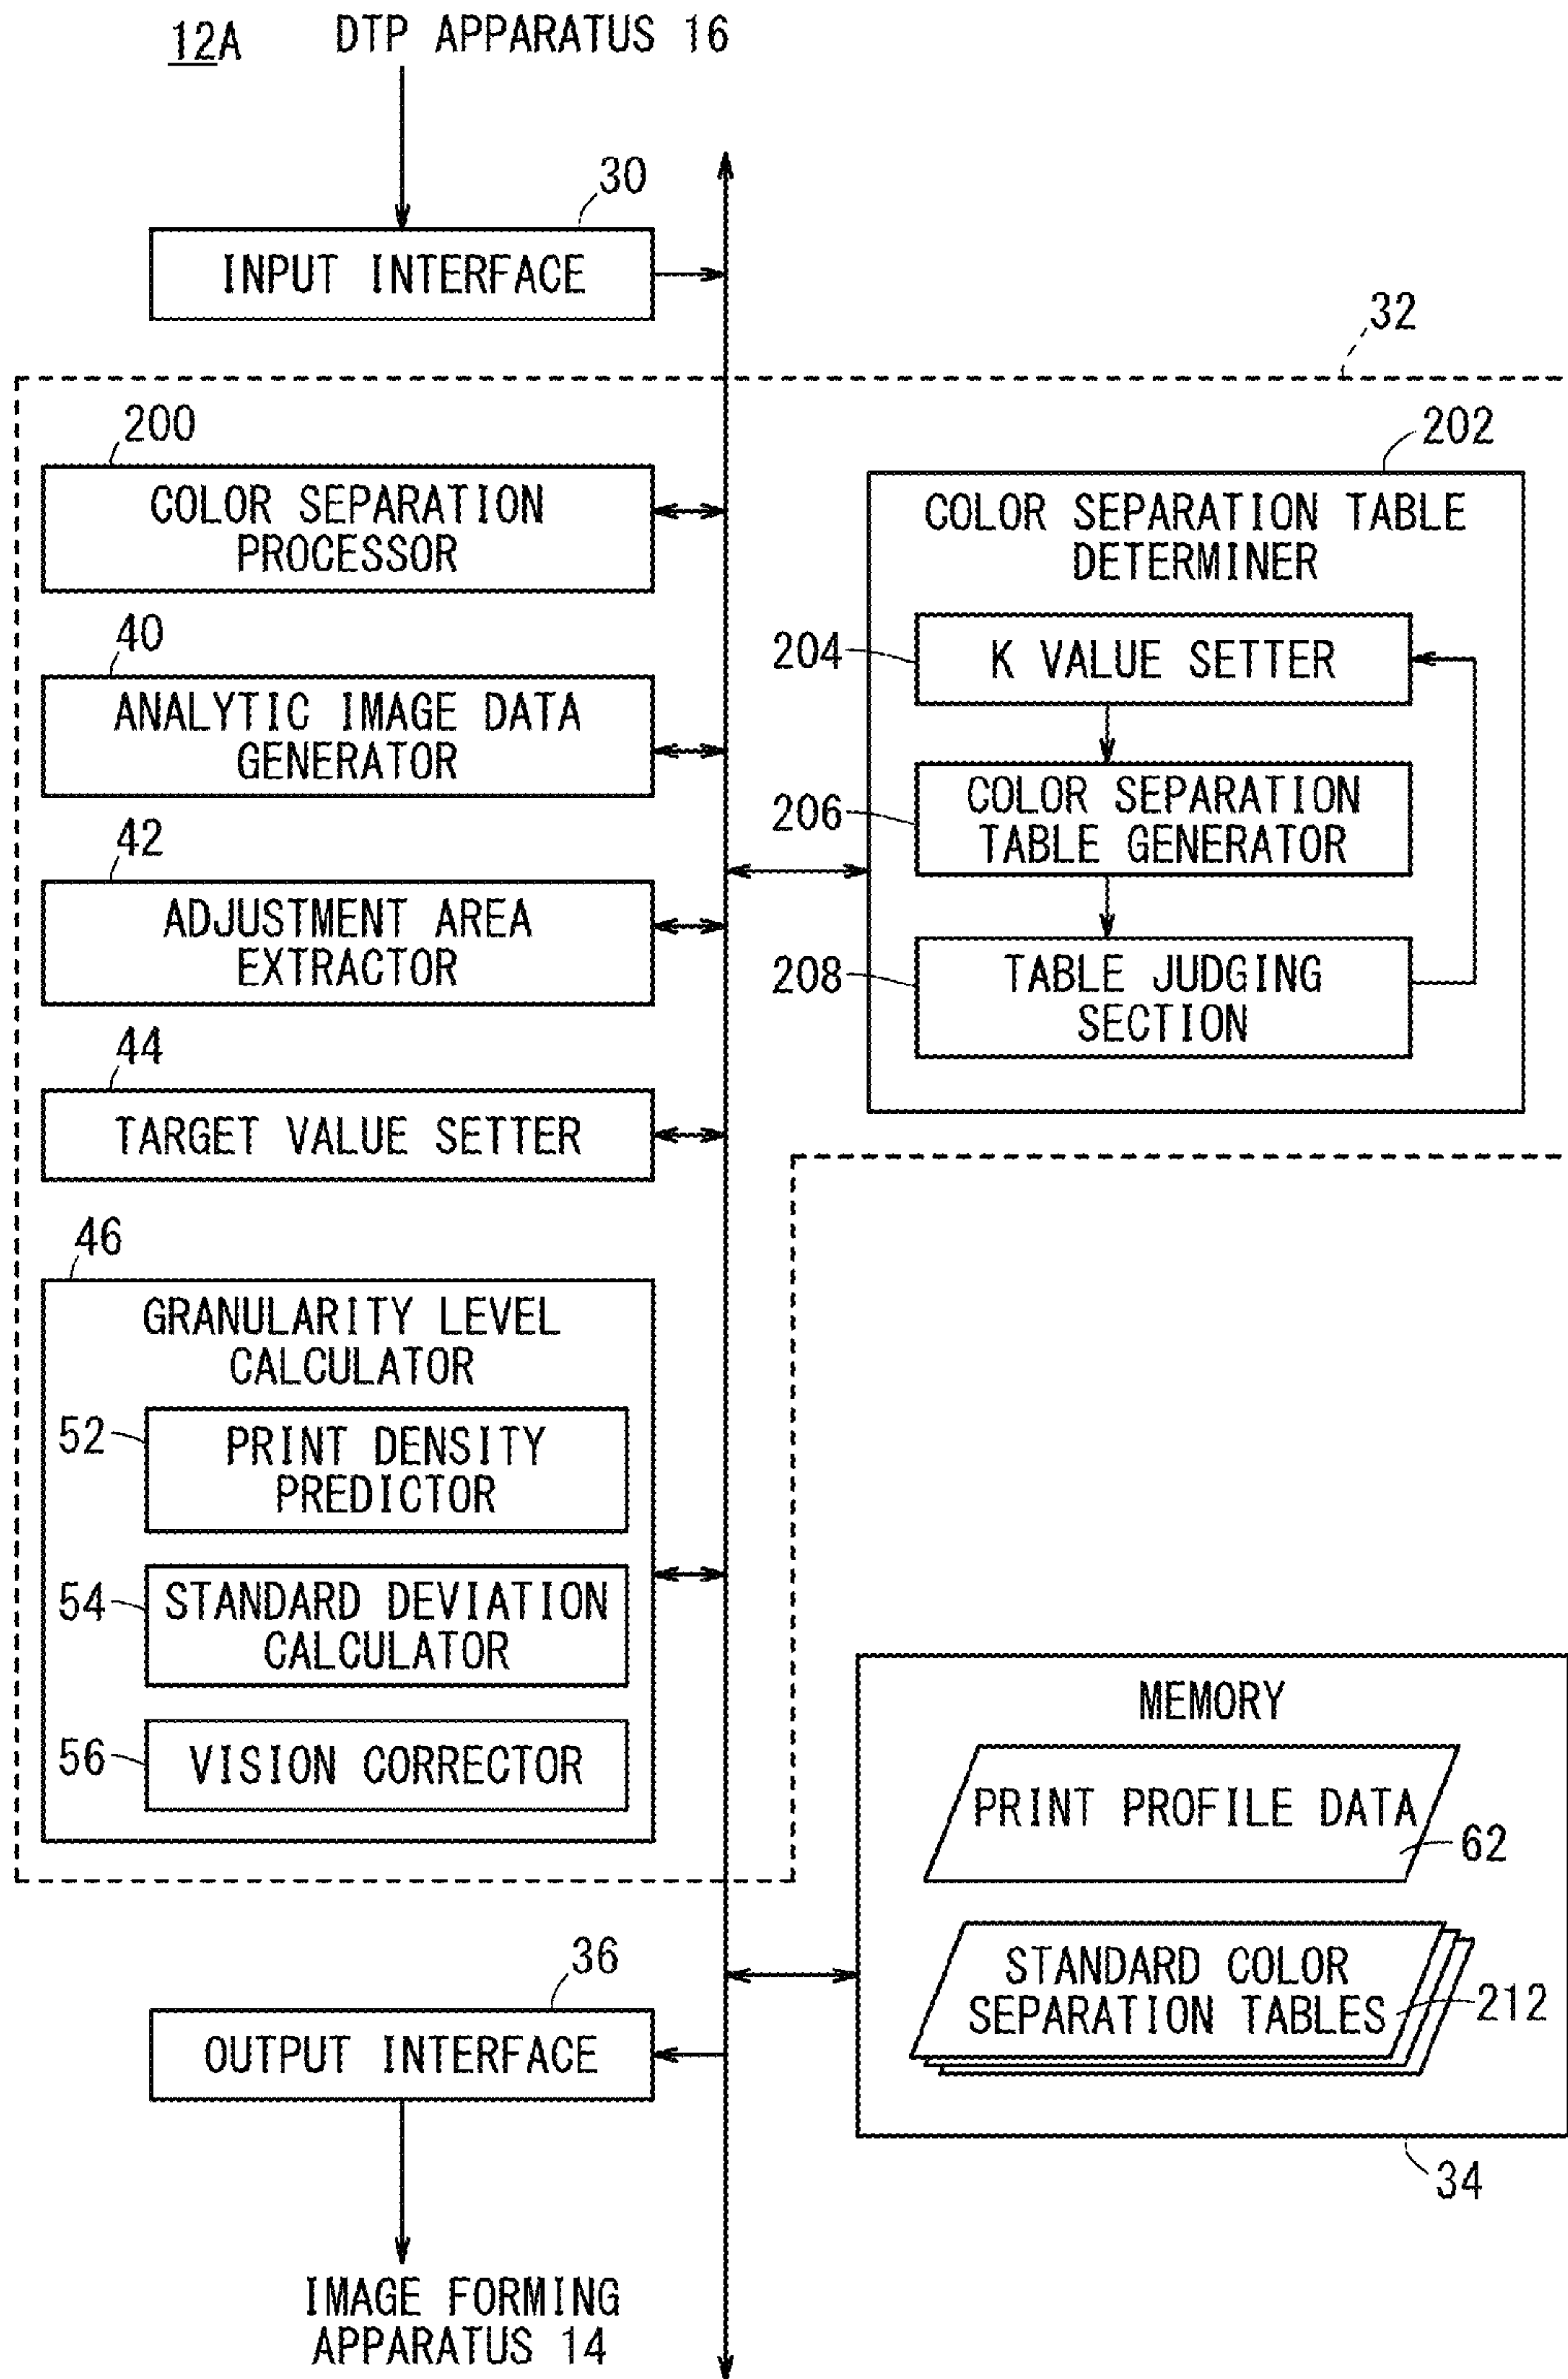 12A
DTP APPARATUS 16
30
INPUT INTERFACE
32
200
COLOR SEPARATION
PROCESSOR
40
ANALYTIC IMAGE DATA
GENERATOR
42
ADJUSTMENT AREA
EXTRACTOR
44
TARGET VALUE SETTER
46
GRANULARITY LEVEL
CALCULATOR
52
PRINT DENSITY
PREDICTOR
54
STANDARD DEVIATION
CALCULATOR
56
VISION CORRECTOR
202
COLOR SEPARATION TABLE
DETERMINER
204
K VALUE SETTER
206
COLOR SEPARATION
TABLE GENERATOR
208
TABLE JUDGING
SECTION
MEMORY
PRINT PROFILE DATA
62
STANDARD COLOR
SEPARATION TABLES
212
34
36
OUTPUT INTERFACE
IMAGE FORMING
APPARATUS 14